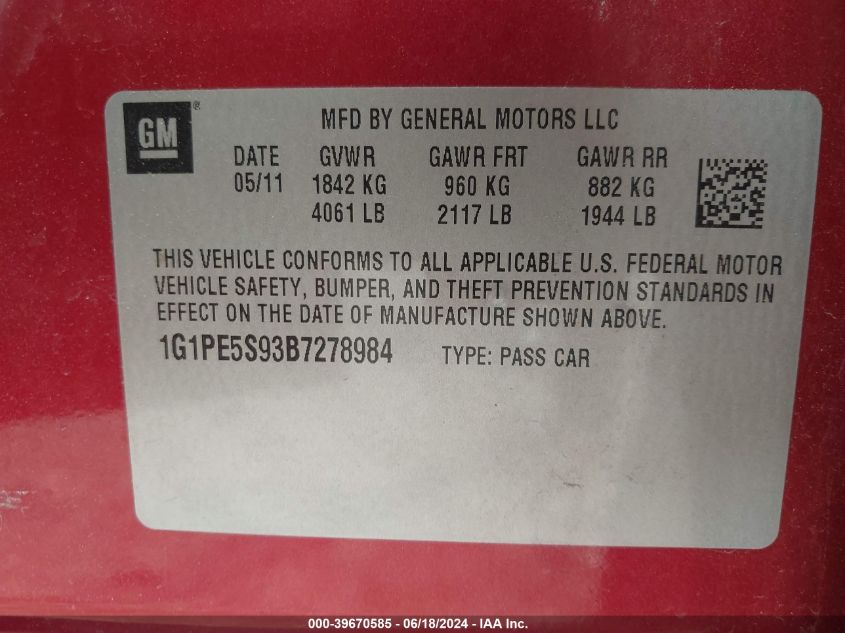 GM®
MFD BY GENERAL MOTORS LLC
DATE GVWR GAWR FRT GAWR RR
05/11 1842 KG 960 KG 882 KG
4061 LB 2117 LB 1944 LB
THIS VEHICLE CONFORMS TO ALL APPLICABLE U.S. FEDERAL MOTOR
VEHICLE SAFETY, BUMPER, AND THEFT PREVENTION STANDARDS IN
EFFECT ON THE DATE OF MANUFACTURE SHOWN ABOVE.
1G1PE5S93B7278984 TYPE: PASS CAR
000-39670585 - 06/18/2024 - IAA Inc.